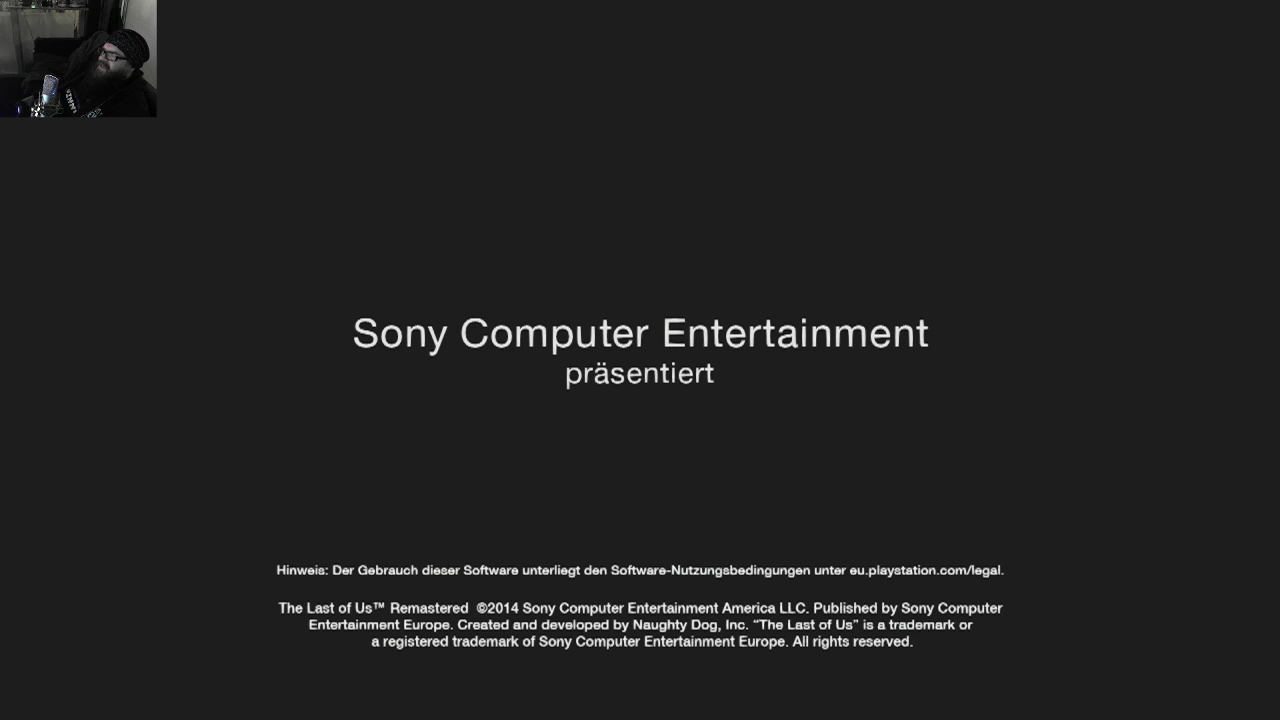 Sony Computer Entertainment
präsentiert
Hinweis: Der Gebrauch dieser Software unterliegt den Software-Nutzungsbedingungen unter eu.playstation.com/legal.
The Last of Us™ Remastered ©2014 Sony Computer Entertainment America LLC. Published by Sony Computer
Entertainment Europe. Created and developed by Naughty Dog, Inc. “The Last of Us” is a trademark or
a registered trademark of Sony Computer Entertainment Europe. All rights reserved.